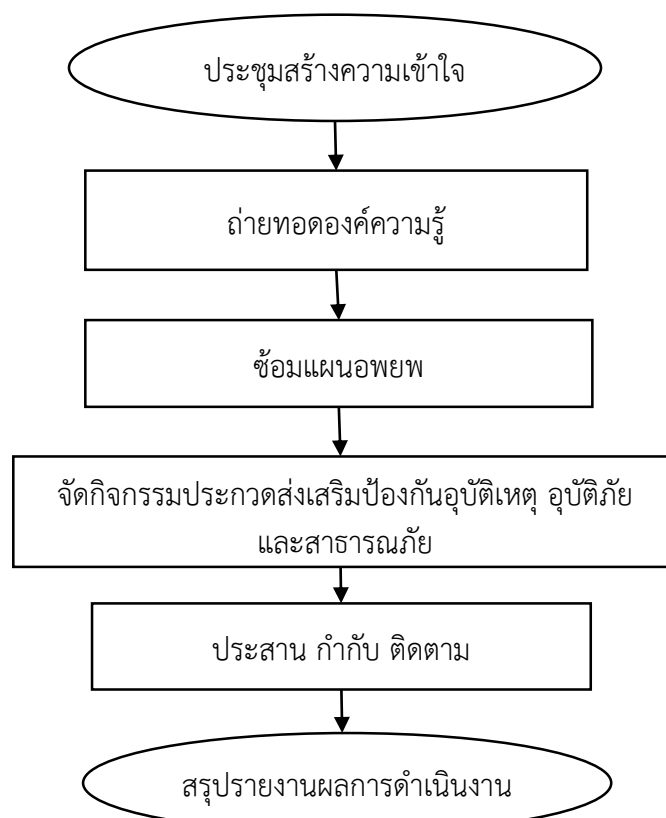 ประชุมสร้างความเข้าใจ
ถ่ายทอดองค์ความรู้
ซ้อมแผนอพยพ
จัดกิจกรรมประกวดส่งเสริมป้องกันอุบัติเหตุ อุบัติภัย
และสาธารณภัย
ประสาน กำกับ ติดตาม
สรุปรายงานผลการดำเนินงาน